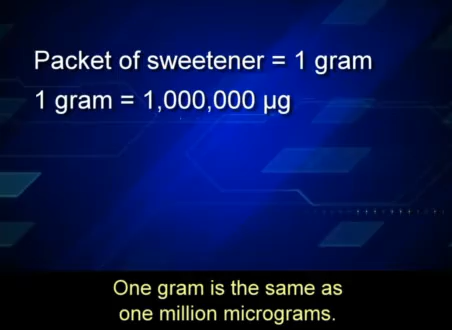 Packet of sweetener = 1 gram
1 gram = 1,000,000 µg
One gram is the same as
one million micrograms.